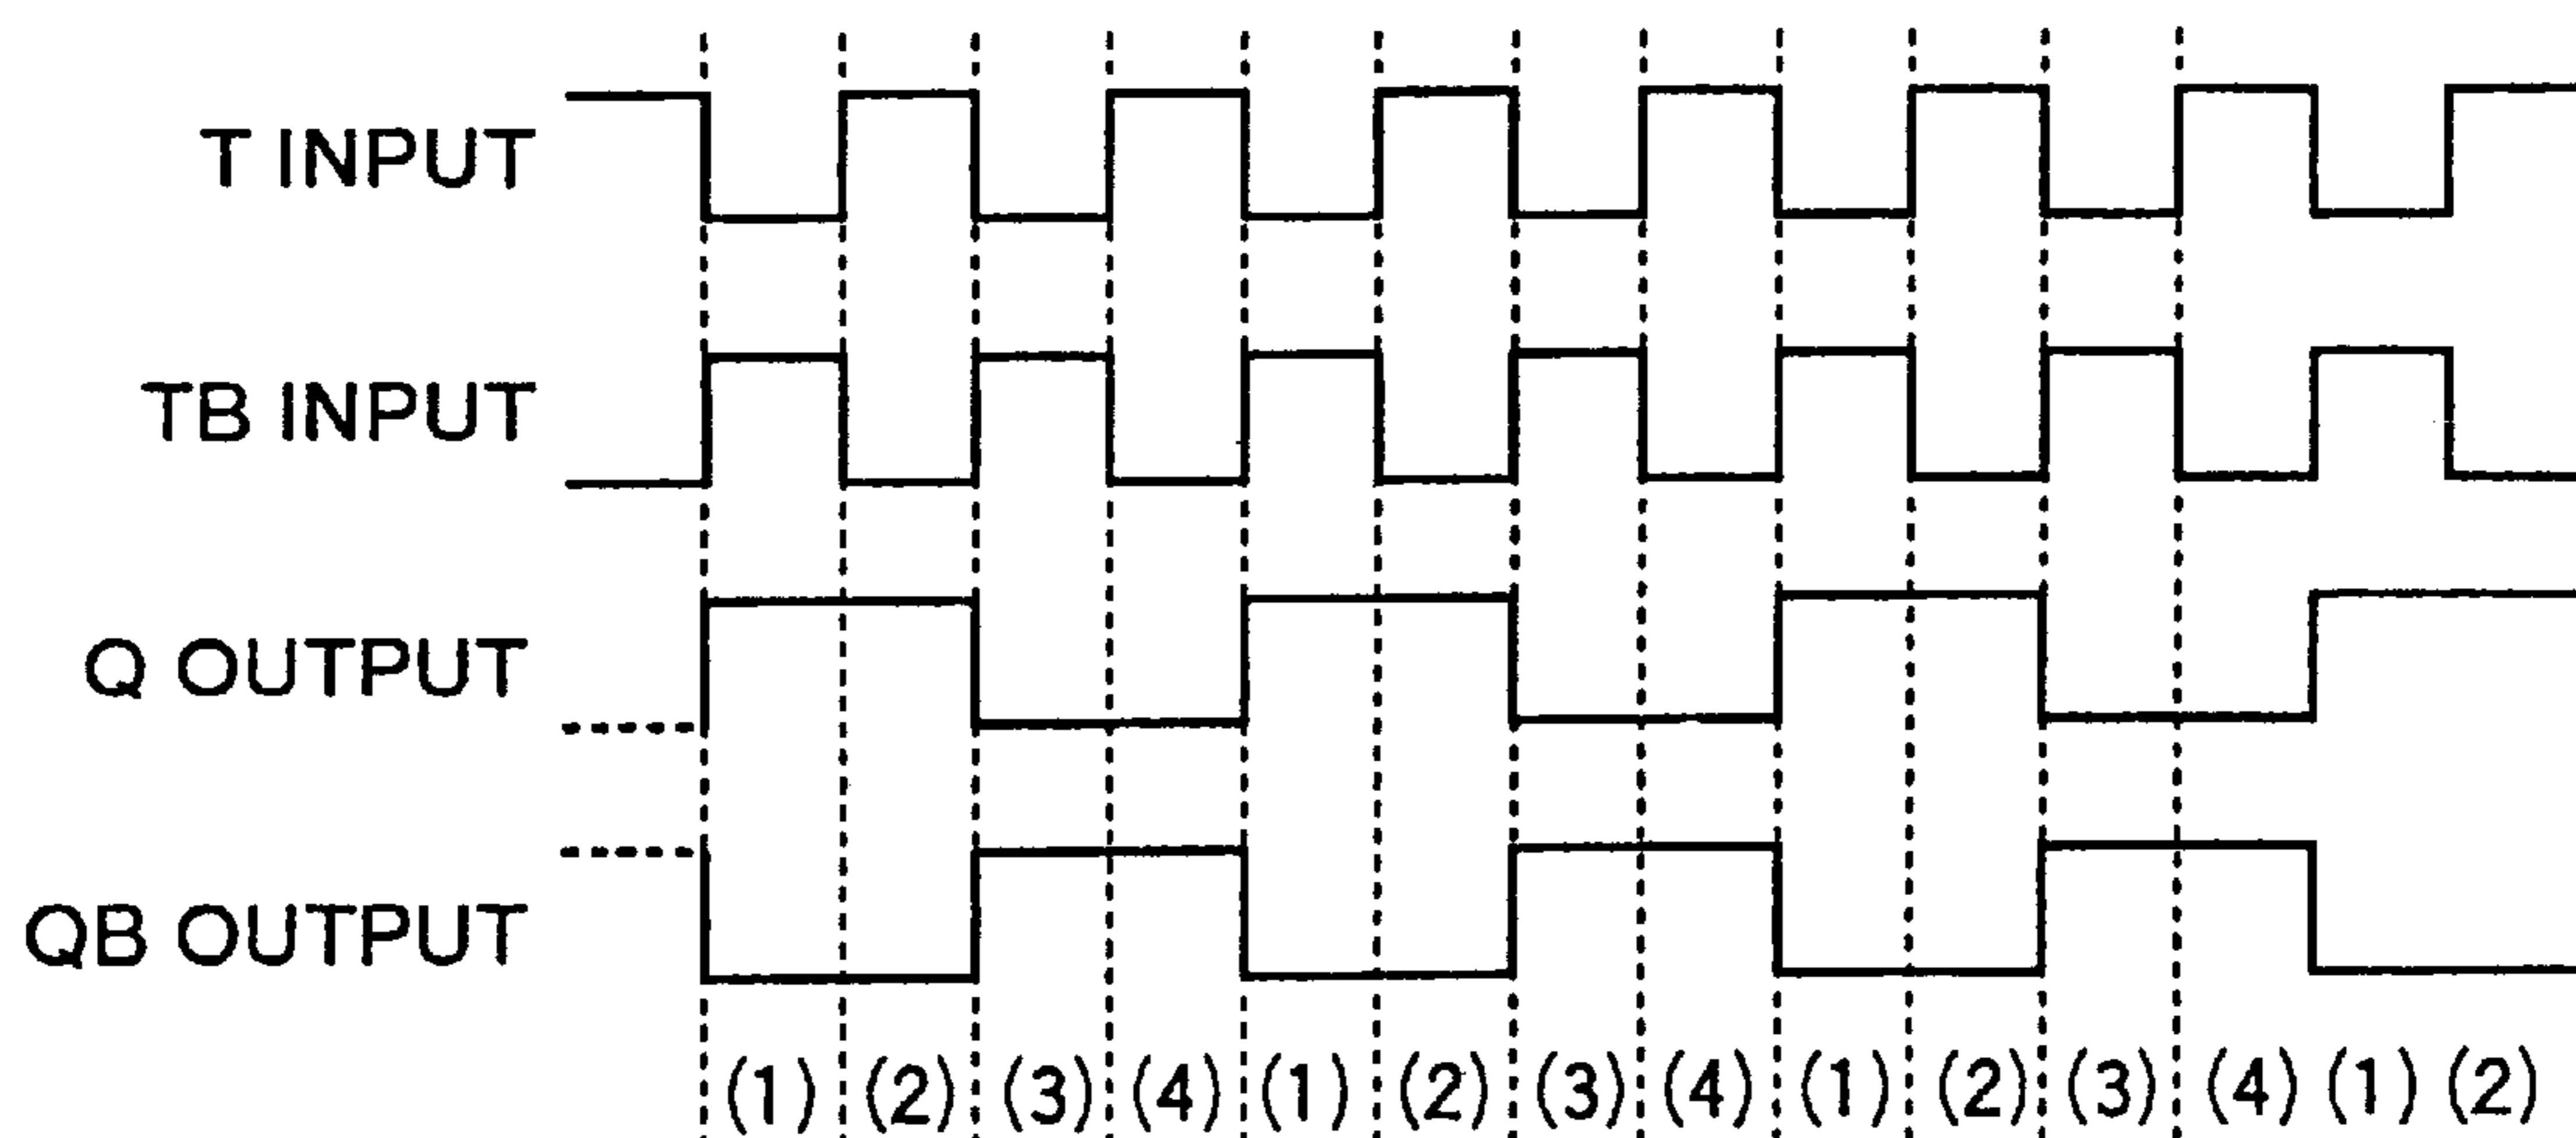 T INPUT
TB INPUT
Q OUTPUT
QB OUTPUT
(1) (2) (3) (4) (1) (2) (3) (4) (1) (2) (3) (4) (1) (2)